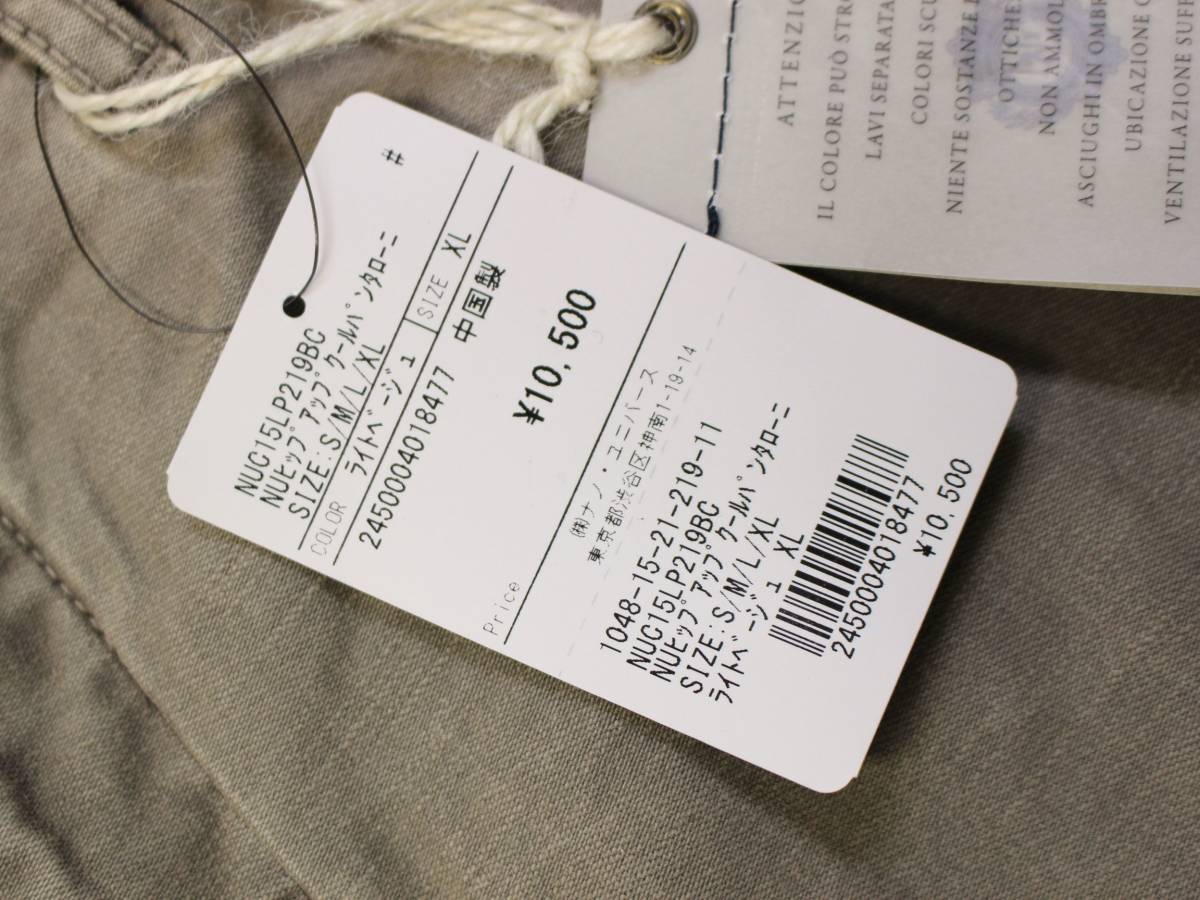 #
NUC15LP219BC
NUヒップアップクールパンタローニ
SIZE:S/M/L/XL
COLOR ライトベージュ SIZE XL
2450004018477 中国製
Price ¥10,500
㈱ナノ・ユニバース
東京都渋谷区神南1-19-14
1048-15-21-219-11
NUC15LP219BC
NUヒップアップクールパンタローニ
SIZE:S/M/L/XL
ライトベージュ XL
2450004018477
¥10,500
ATTENZIO
IL COLORE PUÒ STRO
LAVI SEPARATA
COLORI SCU
NIENTE SOSTANZE
OTTICHE
NON AMMOL
ASCIUGHI IN OMBR
UBICAZIONE
VENTILAZIONE SUFF